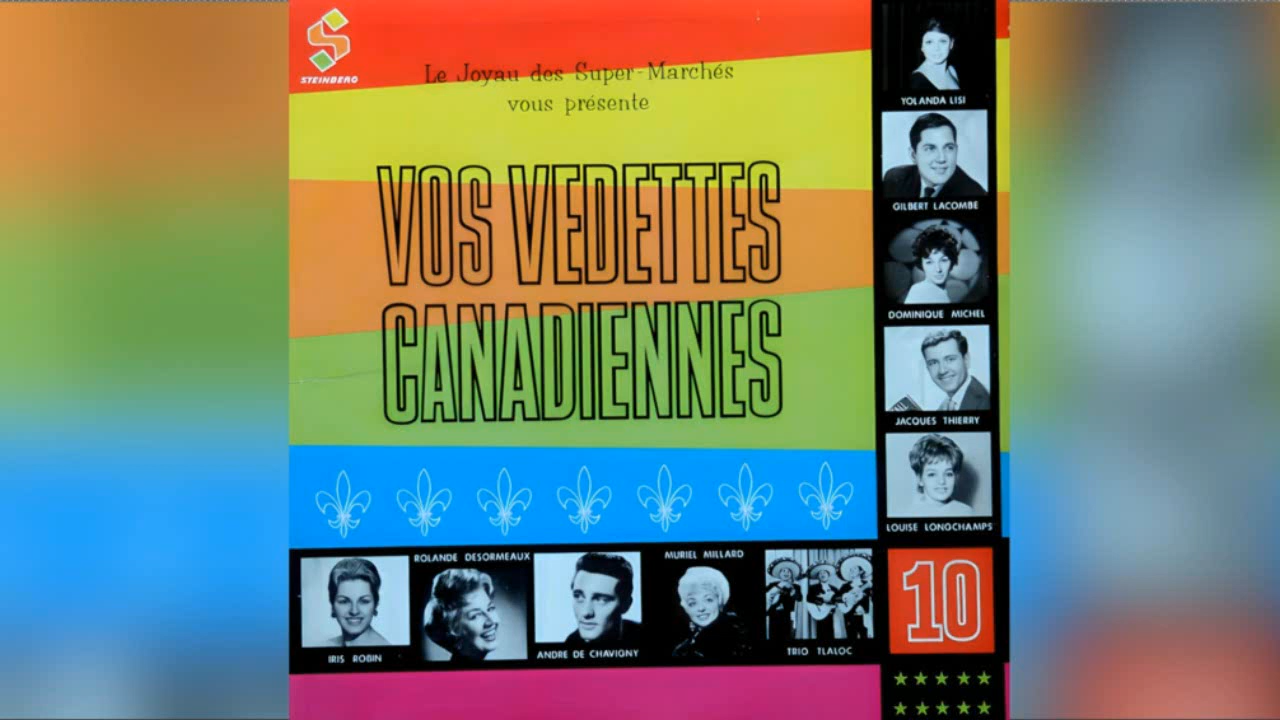 STEINBERG
Le Joyau des Super-Marchés
vous présente
VOS VEDETTES
CANADIENNES
YOLANDA LISI
GILBERT LACOMBE
DOMINIQUE MICHEL
JACQUES THIERRY
LOUISE LONGCHAMPS
IRIS ROBIN
ROLANDE DESORMEAUX
ANDRE DE CHAVIGNY
MURIEL MILLARD
TRIO TLALOC
10